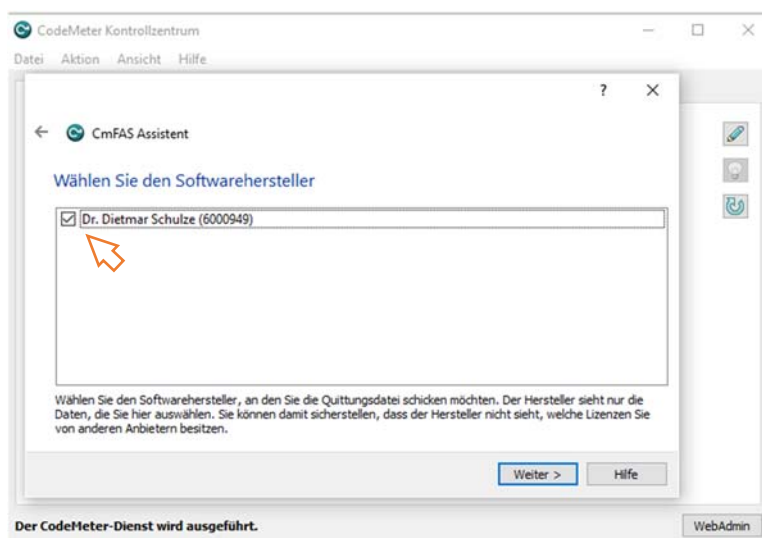 CodeMeter Kontrollzentrum
Datei Aktion Ansicht Hilfe
?
CmFAS Assistent
Wählen Sie den Softwarehersteller
Dr. Dietmar Schulze (6000949)
Wählen Sie den Softwarehersteller, an den Sie die Quittungsdatei schicken möchten. Der Hersteller sieht nur die
Daten, die Sie hier auswählen. Sie können damit sicherstellen, dass der Hersteller nicht sieht, welche Lizenzen Sie
von anderen Anbietern besitzen.
Weiter > Hilfe
Der CodeMeter-Dienst wird ausgeführt. WebAdmin